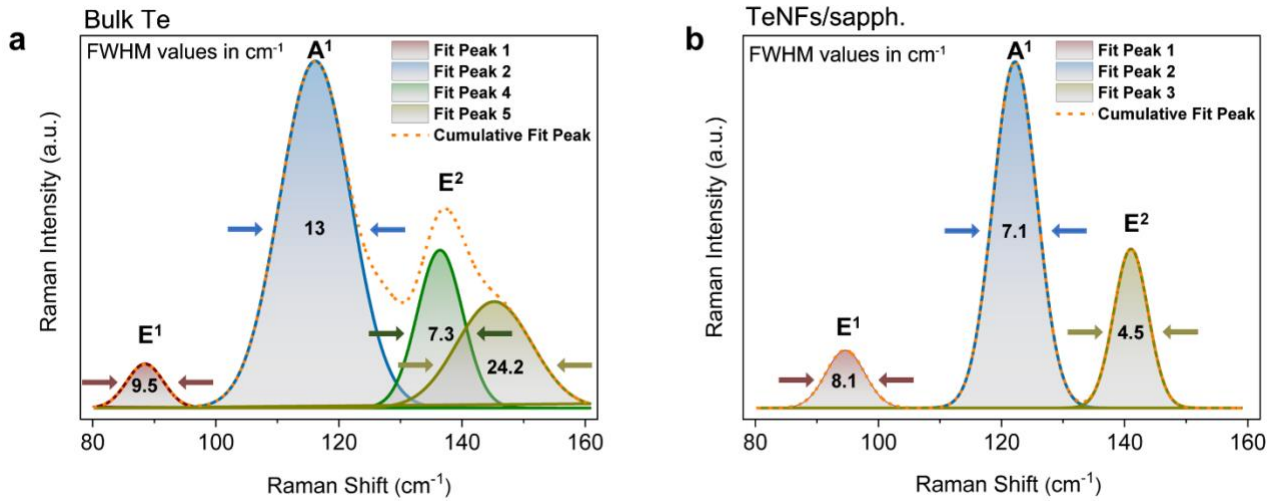 Bulk Te
a
FWHM values in cm⁻¹
A¹
Fit Peak 1
Fit Peak 2
Fit Peak 4
Fit Peak 5
Cumulative Fit Peak
E²
13
E¹
7.3
9.5
24.2
Raman Intensity (a.u.)
80 100 120 140 160
Raman Shift (cm⁻¹)
TeNFs/sapph.
b
FWHM values in cm⁻¹
A¹
Fit Peak 1
Fit Peak 2
Fit Peak 3
Cumulative Fit Peak
7.1
E²
E¹
4.5
8.1
Raman Intensity (a.u.)
80 100 120 140 160
Raman Shift (cm⁻¹)